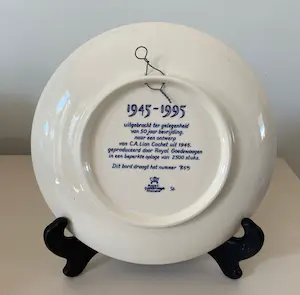 1945-1995
uitgebracht ter gelegenheid
van 50 jaar bevrijding.
naar een ontwerp
van C.A. Lion Cachet uit 1945.
geproduceerd door Royal Goedewaagen
in een beperkte oplage van 2500 stuks.
Dit bord draagt het nummer